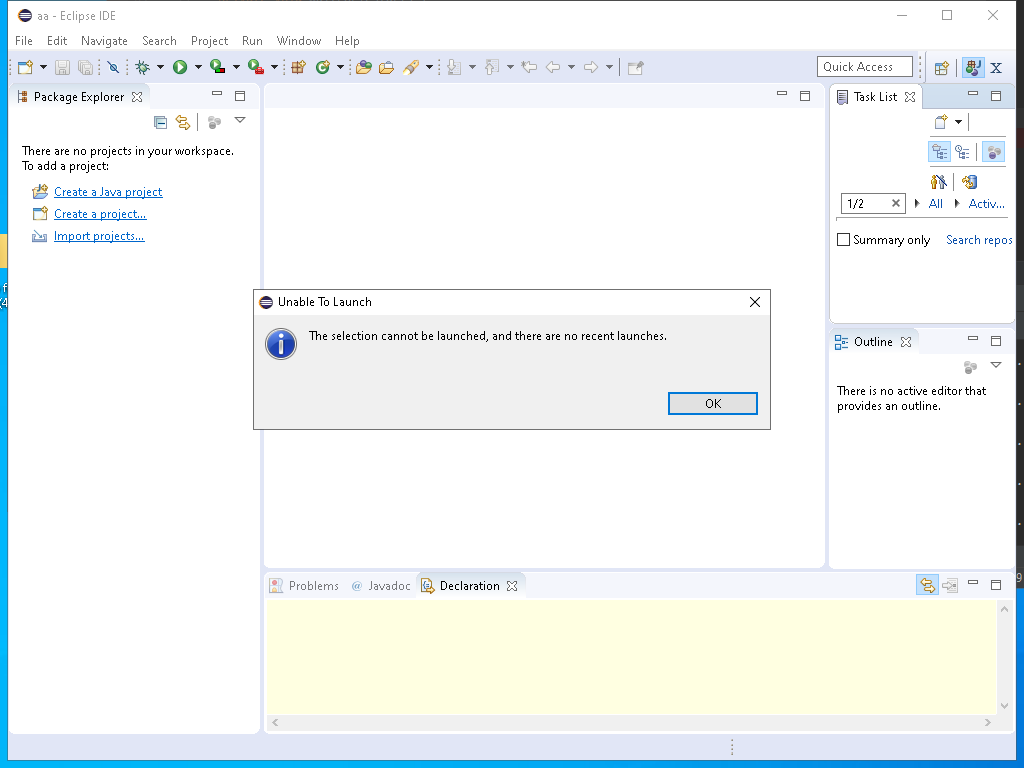 aa - Eclipse IDE
File Edit Navigate Search Project Run Window Help
Quick Access
Package Explorer
There are no projects in your workspace.
To add a project:
Create a Java project
Create a project...
Import projects...
Task List
1/2
All
Activ...
Summary only
Search repos
Unable To Launch
The selection cannot be launched, and there are no recent launches.
OK
Outline
There is no active editor that
provides an outline.
Problems
@ Javadoc
Declaration